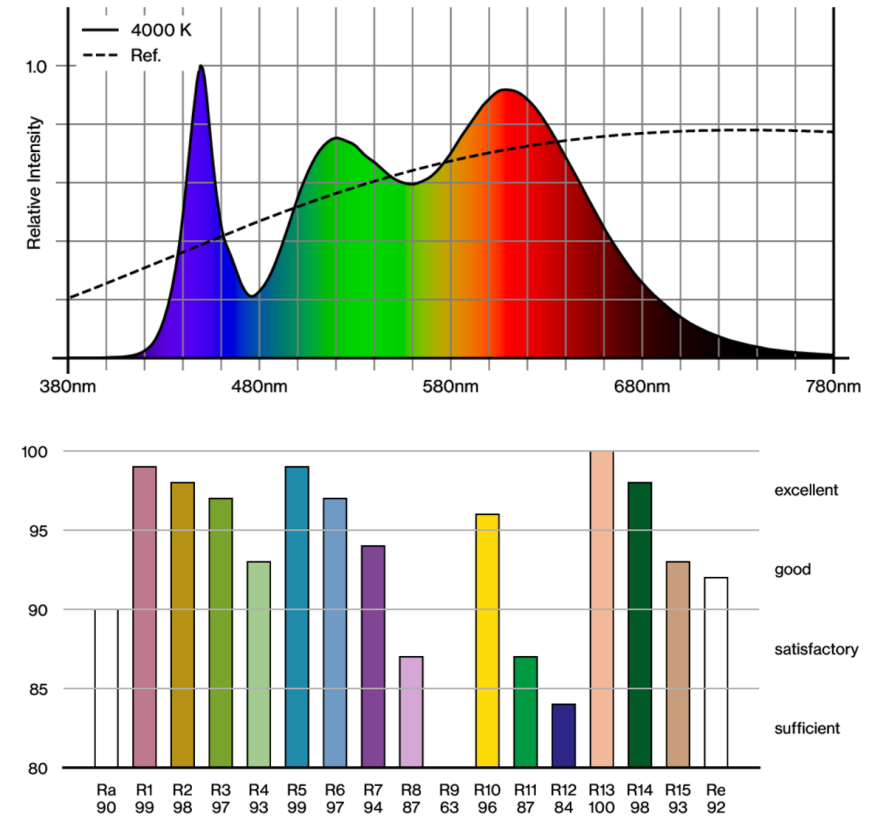 4000 K
Ref.
1.0
Relative Intensity
380nm 480nm 580nm 680nm 780nm
100
excellent
95
good
90
satisfactory
85
sufficient
80
Ra R1 R2 R3 R4 R5 R6 R7 R8 R9 R10 R11 R12 R13 R14 R15 Re
90 99 98 97 93 99 97 94 87 63 96 87 84 100 98 93 92